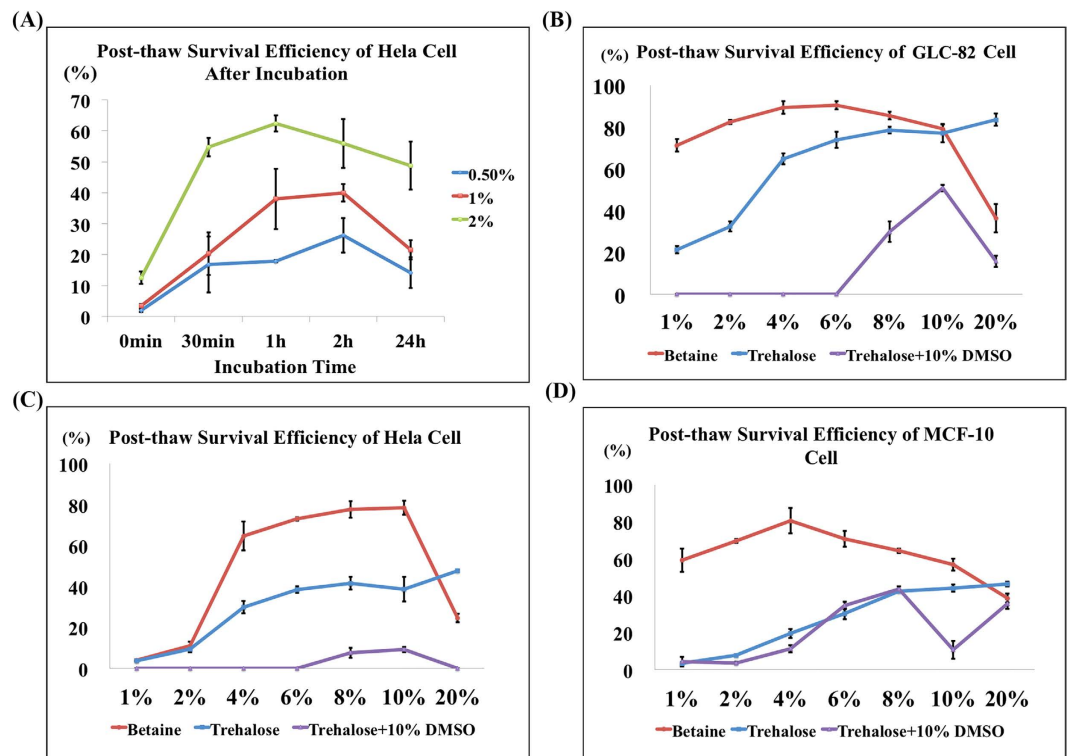 (A)
Post-thaw Survival Efficiency of Hela Cell
After Incubation
(%)
70
60
50
40
30
20
10
0
0min 30min 1h 2h 24h
Incubation Time
0.50%
1%
2%
(B)
(%) Post-thaw Survival Efficiency of GLC-82 Cell
100
80
60
40
20
0
1% 2% 4% 6% 8% 10% 20%
Betaine Trehalose Trehalose+10% DMSO
(C)
(%) Post-thaw Survival Efficiency of Hela Cell
100
80
60
40
20
0
1% 2% 4% 6% 8% 10% 20%
Betaine Trehalose Trehalose+10% DMSO
(D)
Post-thaw Survival Efficiency of MCF-10
(%) Cell
100
80
60
40
20
0
1% 2% 4% 6% 8% 10% 20%
Betaine Trehalose Trehalose+10% DMSO